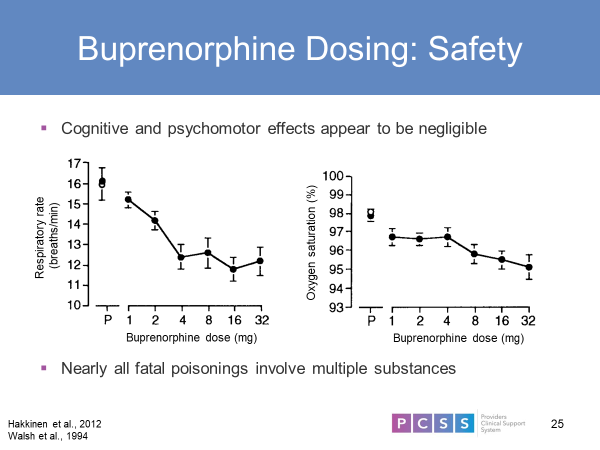 Buprenorphine Dosing: Safety
Cognitive and psychomotor effects appear to be negligible
17
16
15
14
13
12
11
10
Respiratory rate
(breaths/min)
P 1 2 4 8 16 32
Buprenorphine dose (mg)
100
99
98
97
96
95
94
93
Oxygen saturation (%)
P 1 2 4 8 16 32
Buprenorphine dose (mg)
Nearly all fatal poisonings involve multiple substances
Hakkinen et al., 2012
Walsh et al., 1994
PCSS
Providers
Clinical Support
System
25